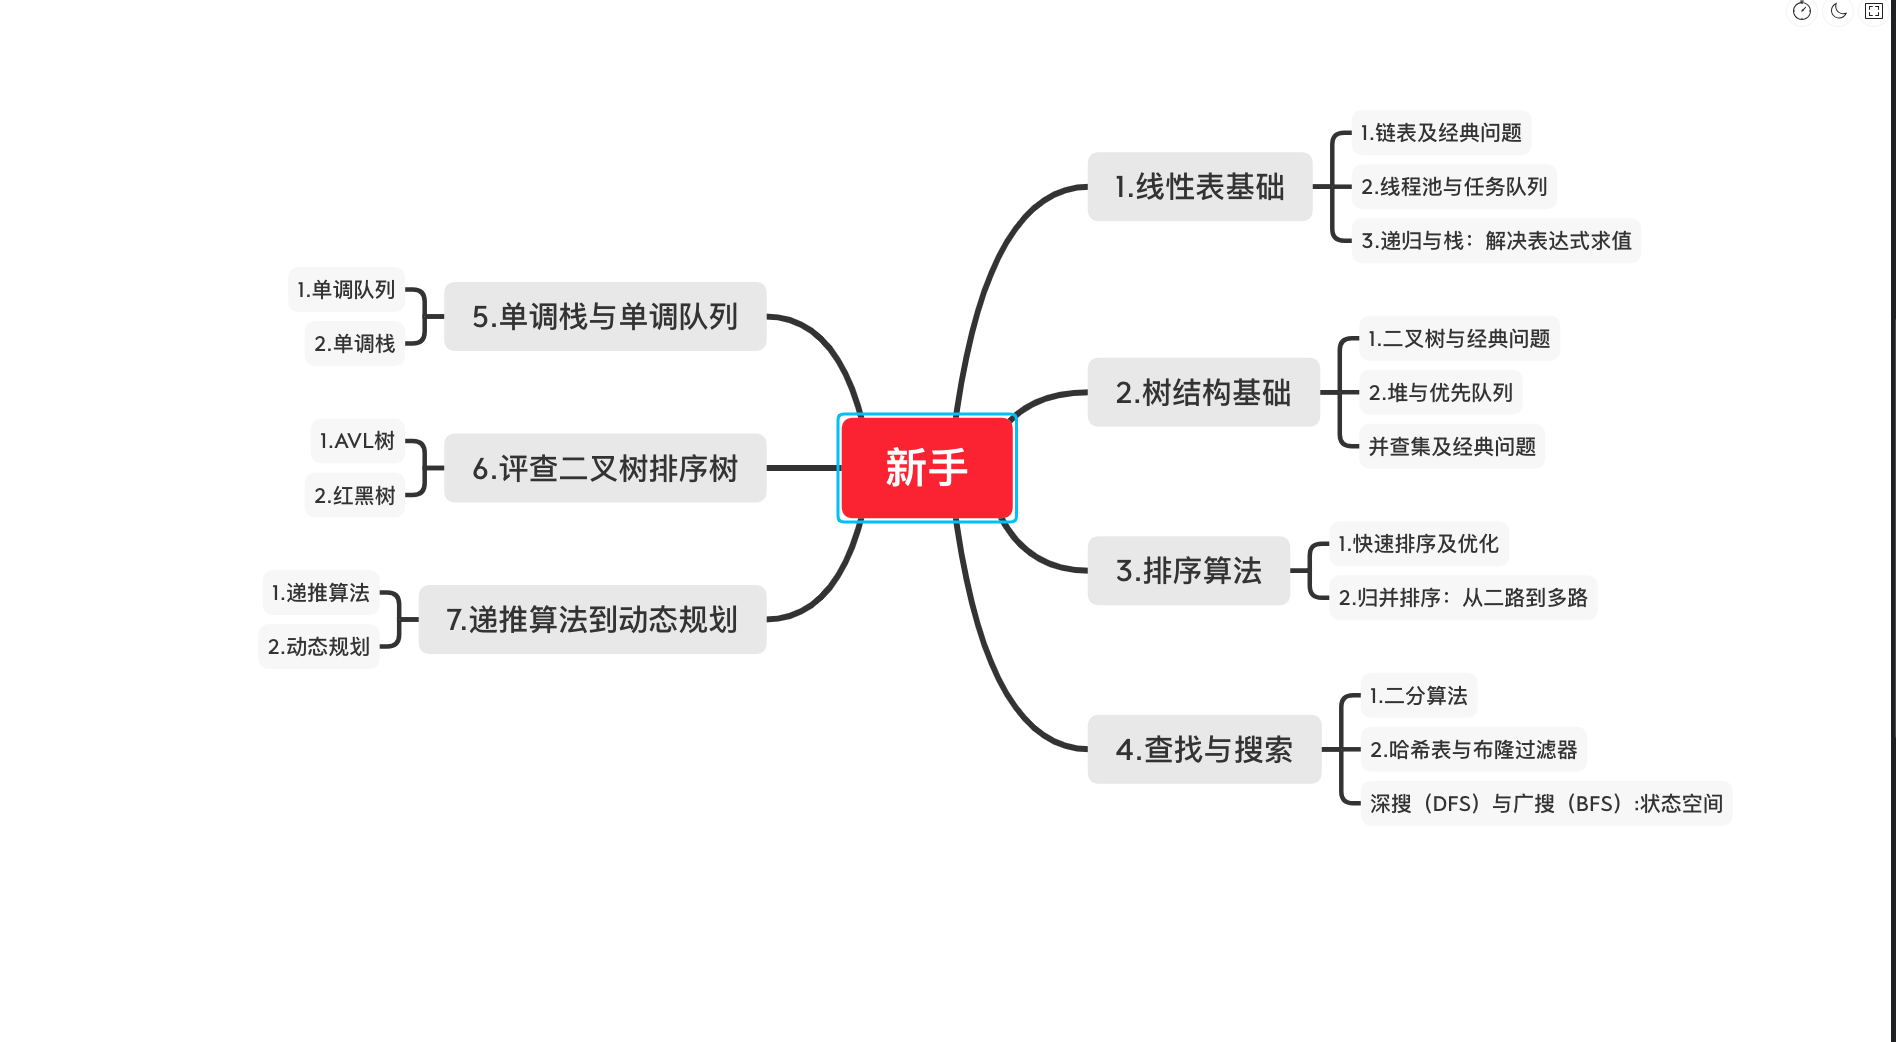 新手
1.线性表基础
1.链表及经典问题
2.线程池与任务队列
3.递归与栈：解决表达式求值
2.树结构基础
1.二叉树与经典问题
2.堆与优先队列
并查集及经典问题
3.排序算法
1.快速排序及优化
2.归并排序：从二路到多路
4.查找与搜索
1.二分算法
2.哈希表与布隆过滤器
深搜（DFS）与广搜（BFS）:状态空间
5.单调栈与单调队列
1.单调队列
2.单调栈
6.评查二叉树排序树
1.AVL树
2.红黑树
7.递推算法到动态规划
1.递推算法
2.动态规划